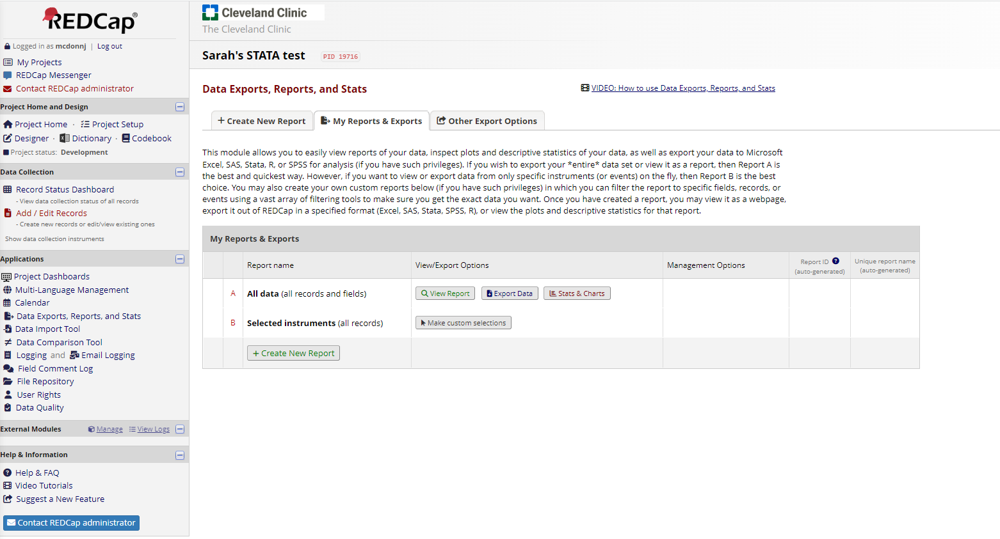 REDCap®
Logged in as mcdonnj | Log out
My Projects
REDCap Messenger
Contact REDCap administrator
Project Home and Design
Project Home · Project Setup
Designer · Dictionary · Codebook
Project status: Development
Data Collection
Record Status Dashboard
- View data collection status of all records
Add / Edit Records
- Create new records or edit/view existing ones
Show data collection instruments
Applications
Project Dashboards
Multi-Language Management
Calendar
Data Exports, Reports, and Stats
Data Import Tool
Data Comparison Tool
Logging and Email Logging
Field Comment Log
File Repository
User Rights
Data Quality
External Modules Manage View Logs
Help & Information
Help & FAQ
Video Tutorials
Suggest a New Feature
Contact REDCap administrator
Cleveland Clinic
The Cleveland Clinic
Sarah's STATA test PID 19716
Data Exports, Reports, and Stats
VIDEO: How to use Data Exports, Reports, and Stats
+ Create New Report My Reports & Exports Other Export Options
This module allows you to easily view reports of your data, inspect plots and descriptive statistics of your data, as well as export your data to Microsoft
Excel, SAS, Stata, R, or SPSS for analysis (if you have such privileges). If you wish to export your *entire* data set or view it as a report, then Report A is
the best and quickest way. However, if you want to view or export data from only specific instruments (or events) on the fly, then Report B is the best
choice. You may also create your own custom reports below (if you have such privileges) in which you can filter the report to specific fields, records, or
events using a vast array of filtering tools to make sure you get the exact data you want. Once you have created a report, you may view it as a webpage,
export it out of REDCap in a specified format (Excel, SAS, Stata, SPSS, R), or view the plots and descriptive statistics for that report.
My Reports & Exports
Report name View/Export Options Management Options Report ID ? (auto-generated) Unique report name (auto-generated)
A All data (all records and fields) View Report Export Data Stats & Charts
B Selected instruments (all records) Make custom selections
+ Create New Report